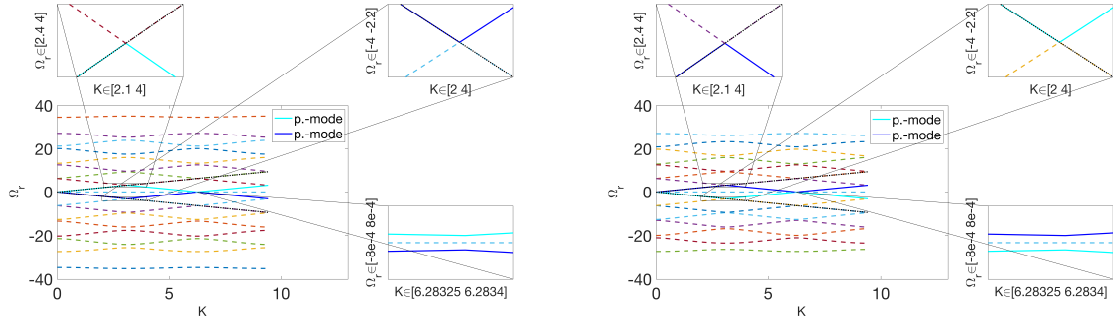 Ω_r∈[2.4 4]
K∈[2.1 4]
Ω_r∈[-4 -2.2]
K∈[2 4]
40
20
0
-20
-40
Ω_r
p.-mode
p.-mode
0
5
10
K
Ω_r∈[-8e-4 8e-4]
K∈[6.28325 6.2834]
Ω_r∈[2.4 4]
K∈[2.1 4]
Ω_r∈[-4 -2.2]
K∈[2 4]
40
20
0
-20
-40
Ω_r
p.-mode
p.-mode
0
5
10
K
Ω_r∈[-8e-4 8e-4]
K∈[6.28325 6.2834]